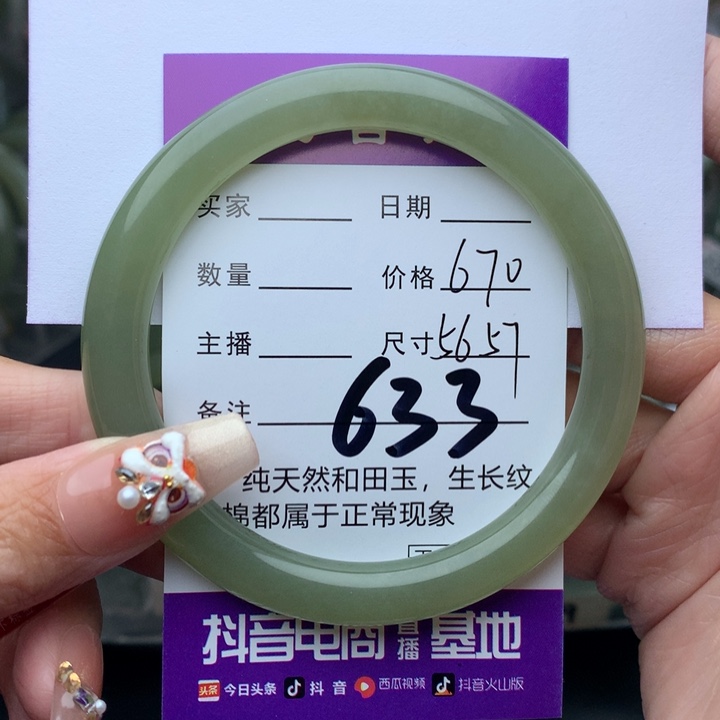 买家 日期
数量 价格 670
主播 尺寸 56 57
备注 633
纯天然和田玉，生长纹
棉都属于正常现象
抖音电商 直播 基地
头条 今日头条 抖音 西瓜视频 抖音火山版